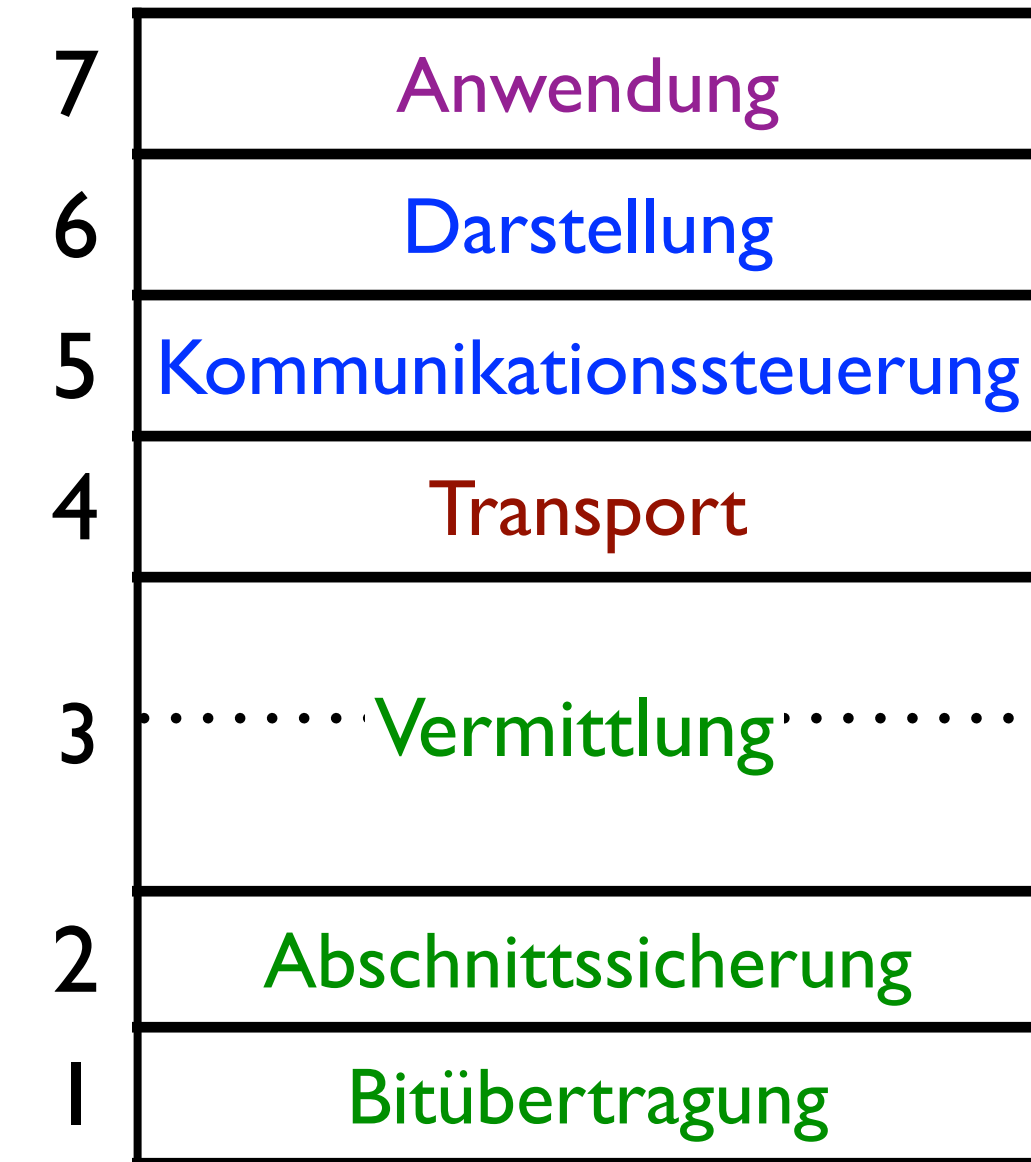 7 Anwendung
6 Darstellung
5 Kommunikationssteuerung
4 Transport
3 Vermittlung
2 Abschnittssicherung
1 Bitübertragung